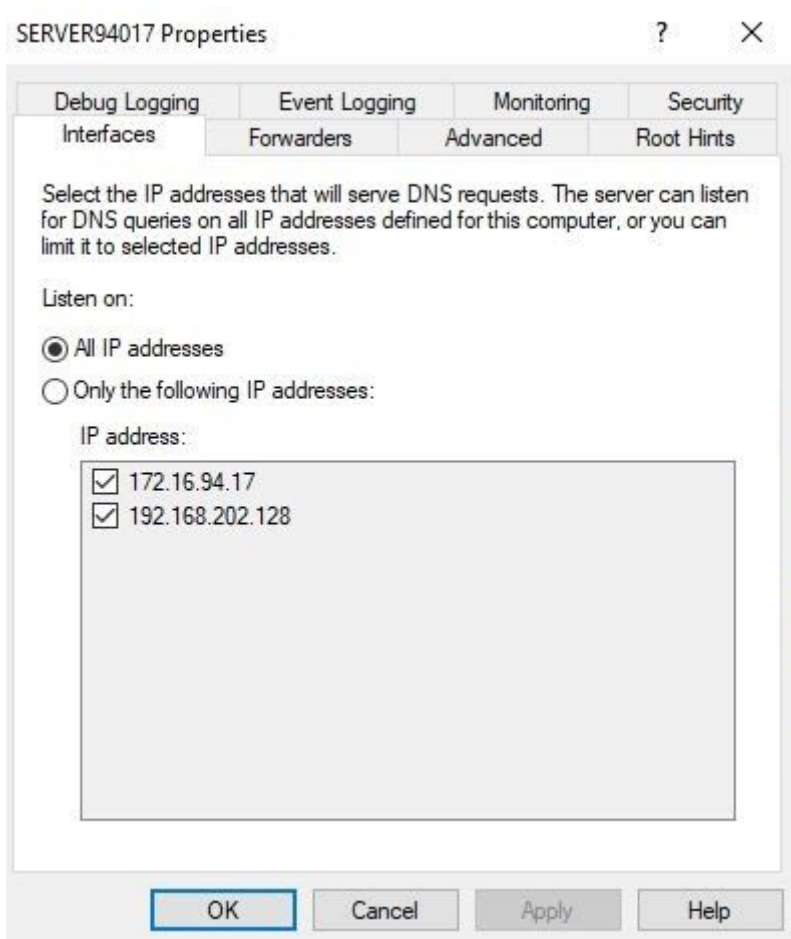 SERVER94017 Properties
? ×
Debug Logging Event Logging Monitoring Security
Interfaces Forwarders Advanced Root Hints
Select the IP addresses that will serve DNS requests. The server can listen
for DNS queries on all IP addresses defined for this computer, or you can
limit it to selected IP addresses.
Listen on:
All IP addresses
Only the following IP addresses:
IP address:
172.16.94.17
192.168.202.128
OK Cancel Apply Help